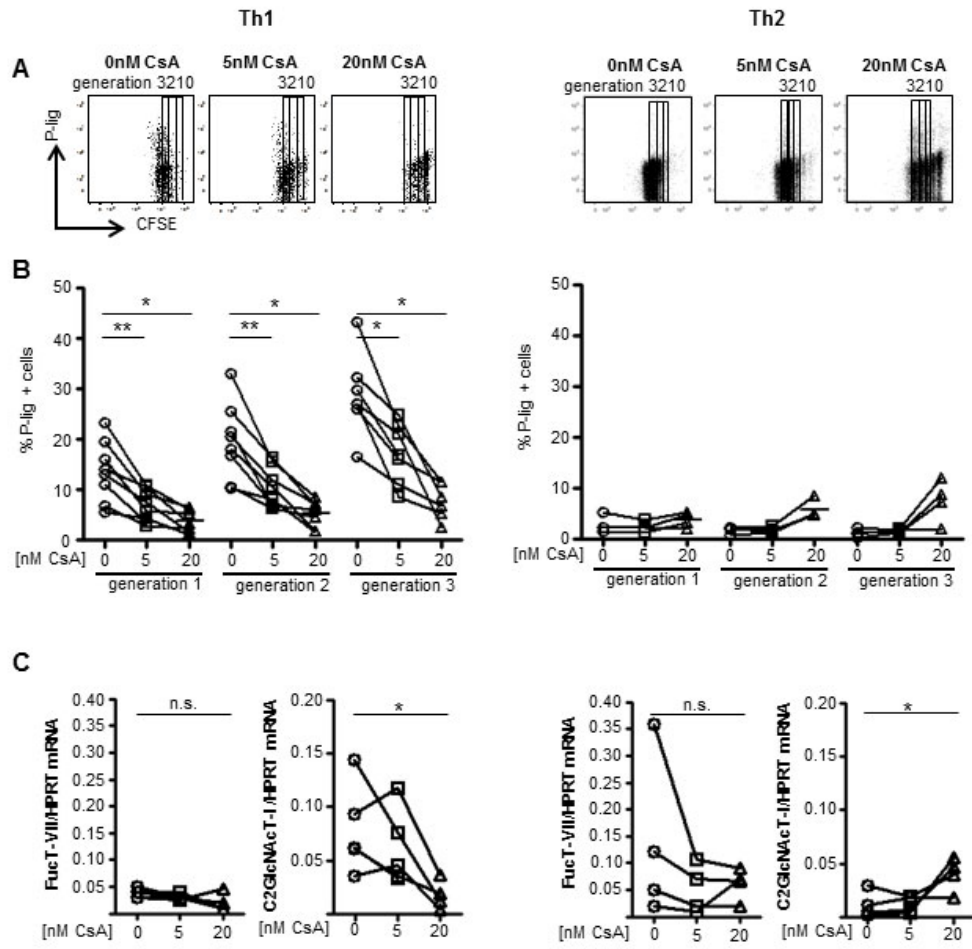 Th1
Th2
A
0nM CsA 5nM CsA 20nM CsA
generation 3210 3210 3210
0nM CsA 5nM CsA 20nM CsA
generation 3210 3210 3210
P-lig
CFSE
B
% P-lig + cells
50
40
30
20
10
0
* * *
** ** *
[nM CsA] 0 5 20 0 5 20 0 5 20
generation 1 generation 2 generation 3
% P-lig + cells
50
40
30
20
10
0
[nM CsA] 0 5 20 0 5 20 0 5 20
generation 1 generation 2 generation 3
C
FucT-VII/HPRT mRNA
0.40
0.35
0.30
0.25
0.20
0.15
0.10
0.05
n.s.
[nM CsA] 0 5 20
C2GlcNAcT-I/HPRT mRNA
0.20
0.15
0.10
0.05
*
[nM CsA] 0 5 20
FucT-VII/HPRT mRNA
0.40
0.35
0.30
0.25
0.20
0.15
0.10
0.05
n.s.
[nM CsA] 0 5 20
C2GlcNAcT-I/HPRT mRNA
0.20
0.15
0.10
0.05
*
[nM CsA] 0 5 20